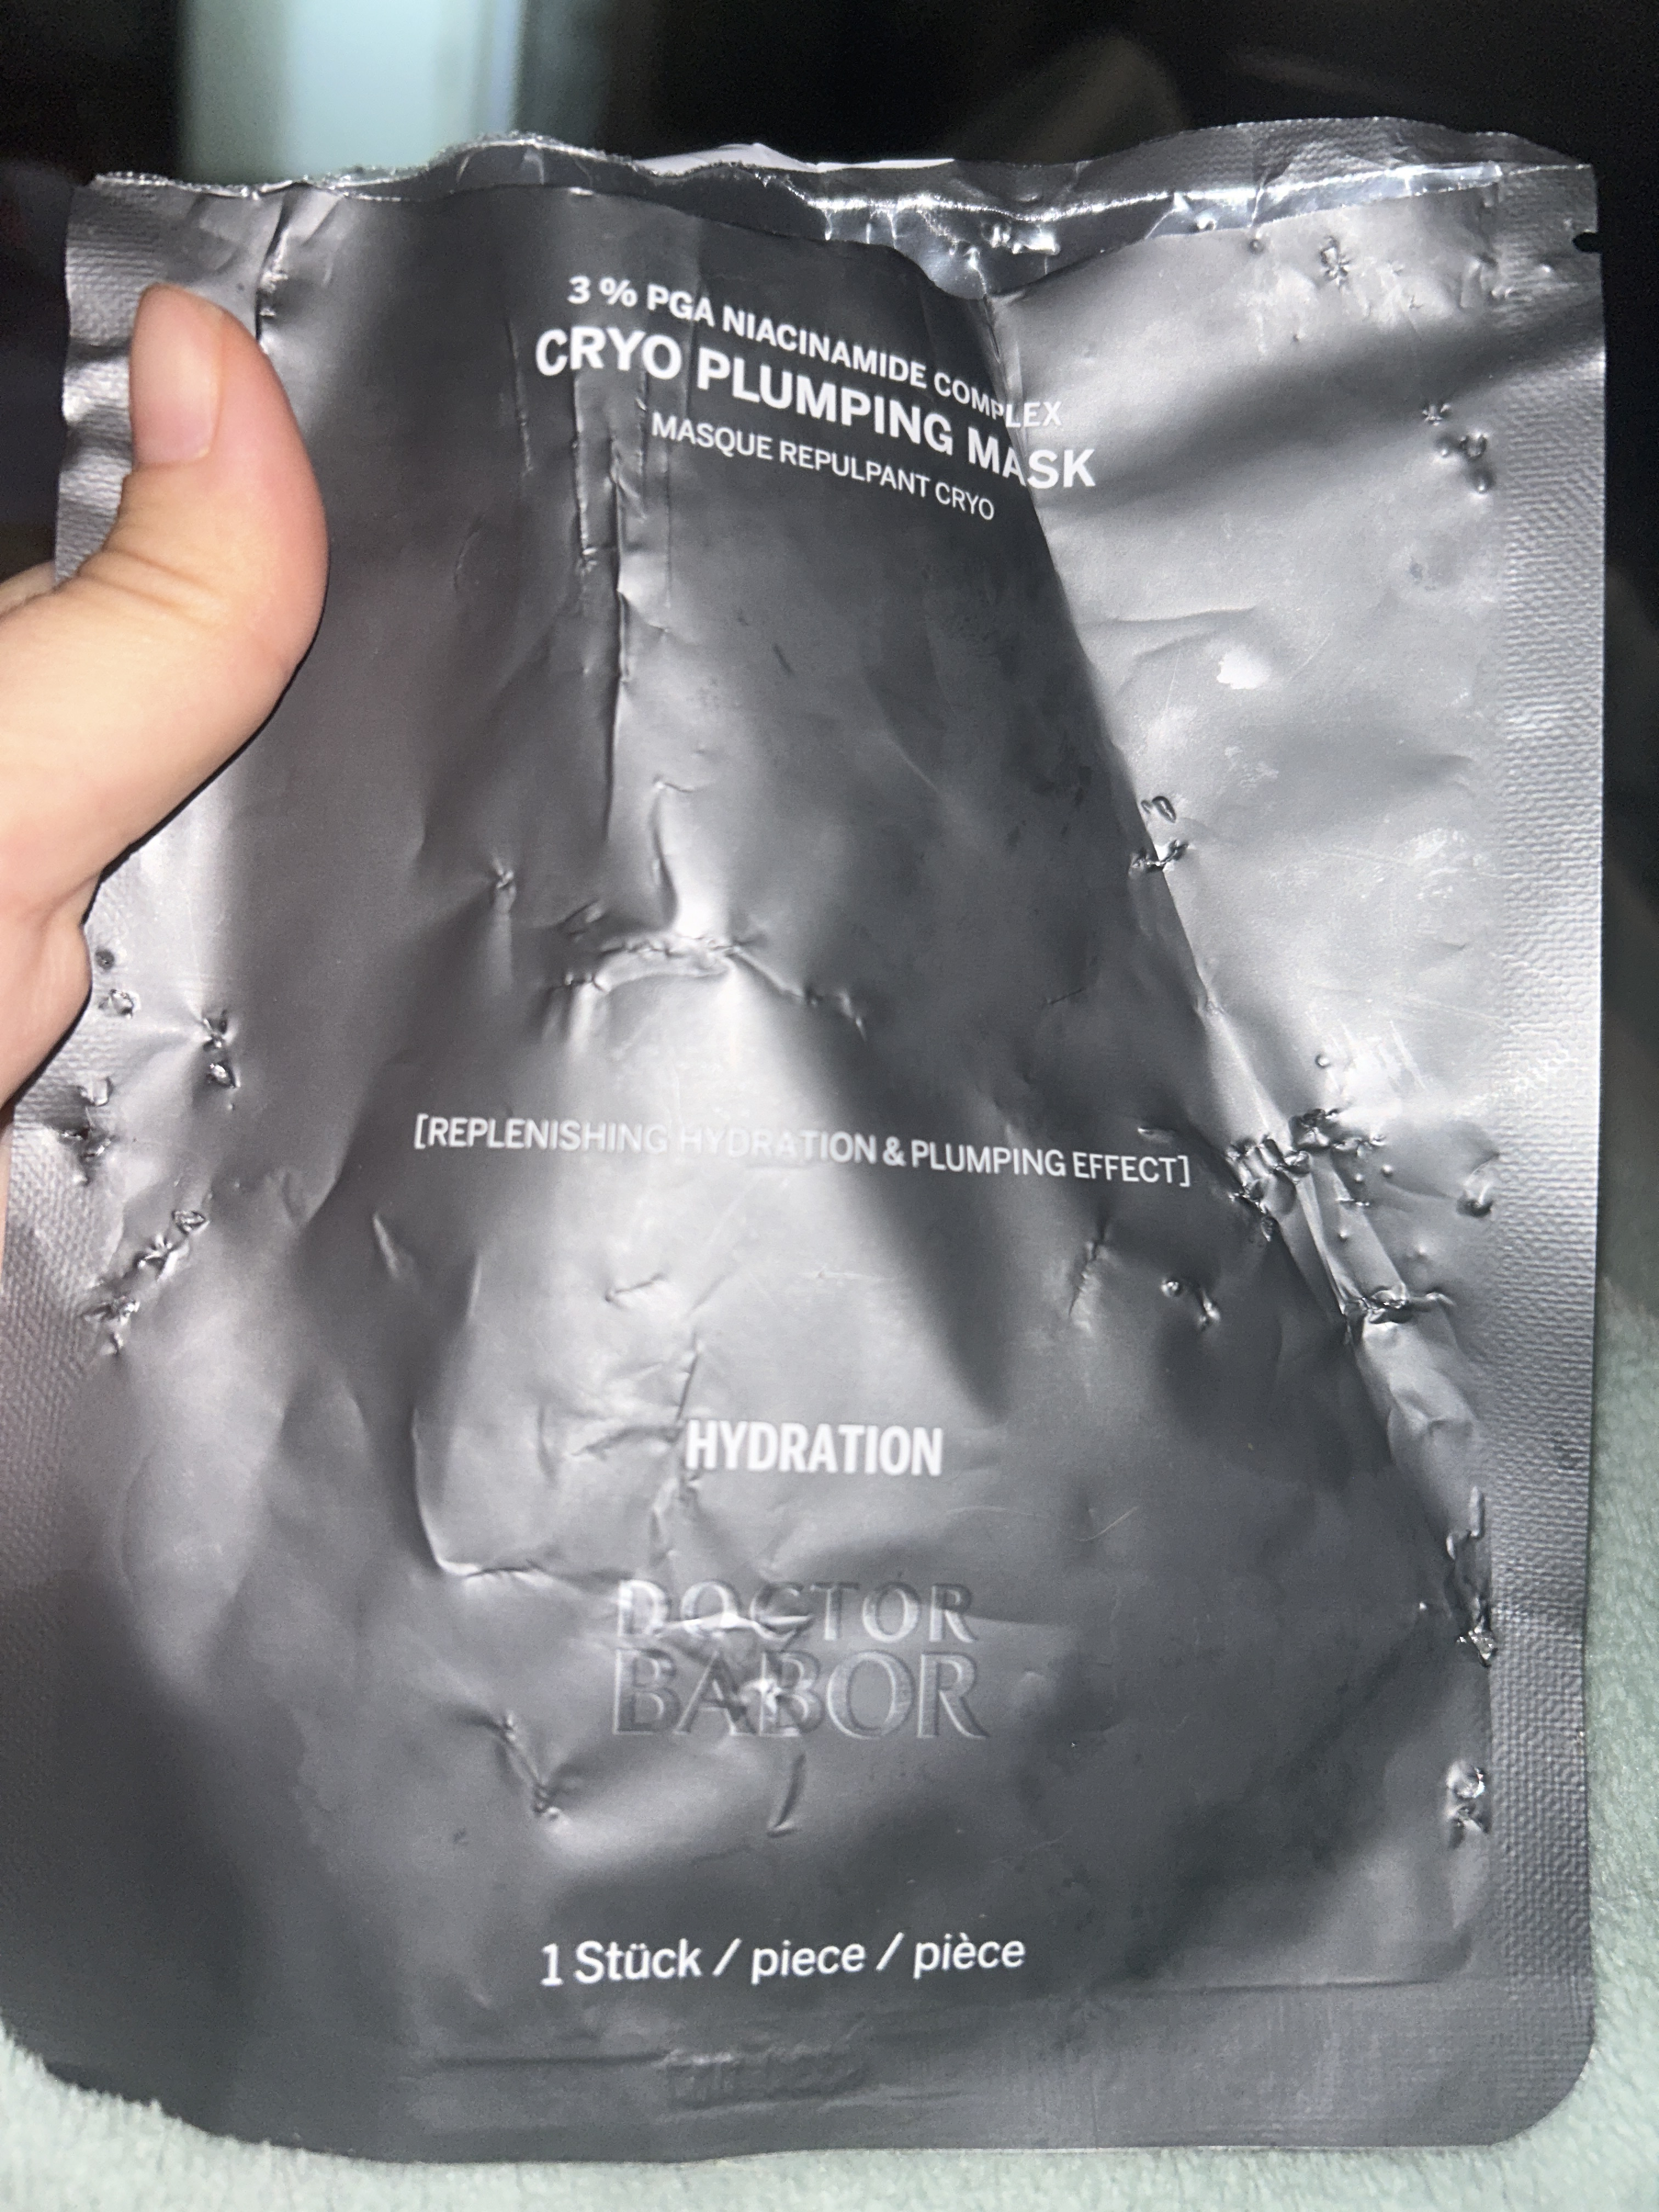 3 % PGA NIACINAMIDE COMPLEX
CRYO PLUMPING MASK
MASQUE REPULPANT CRYO
[REPLENISHING HYDRATION & PLUMPING EFFECT]
HYDRATION
DOCTOR
BABOR
1 Stück / piece / pièce